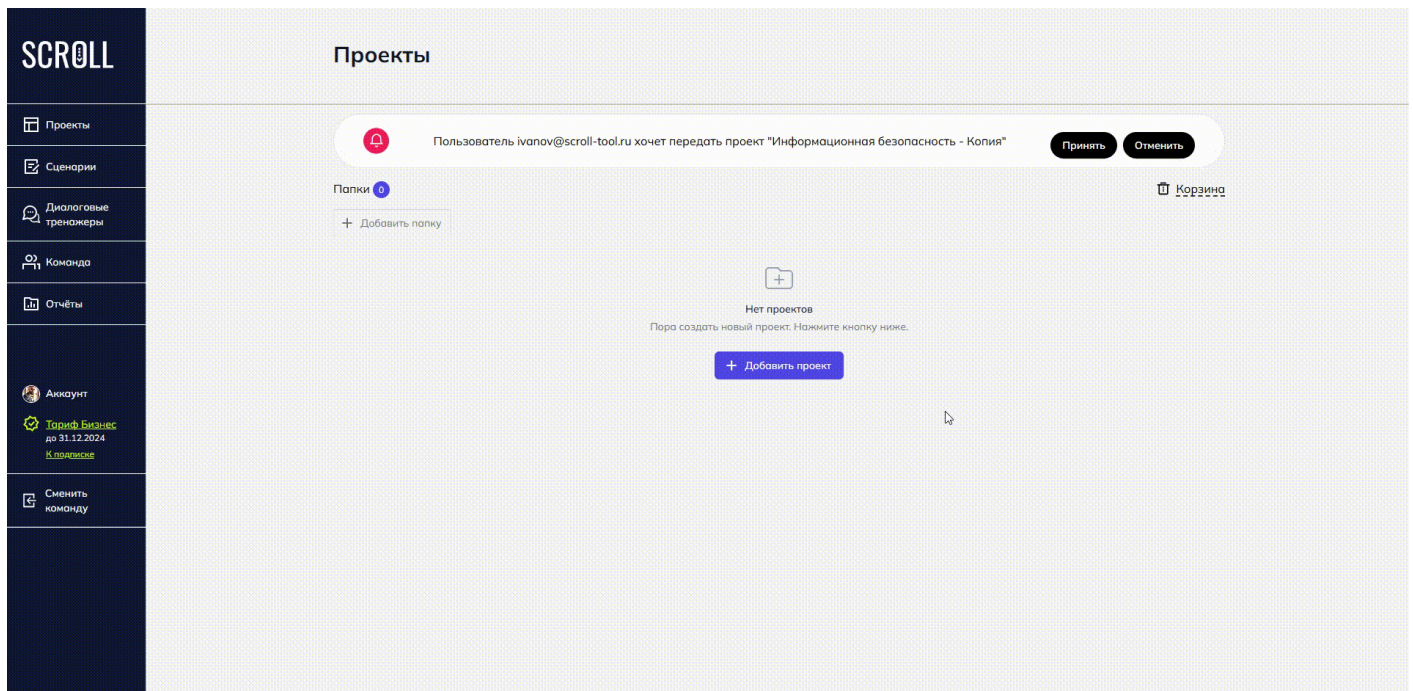 SCROLL
Проекты
Сценарии
Диалоговые
тренажеры
Команда
Отчёты
Аккаунт
Тариф Бизнес
до 31.12.2024
К подписке
Сменить
команду
Проекты
Пользователь ivanov@scroll-tool.ru хочет передать проект "Информационная безопасность - Копия" Принять Отменить
Папки 0 Корзина
+ Добавить папку
Нет проектов
Пора создать новый проект. Нажмите кнопку ниже.
+ Добавить проект